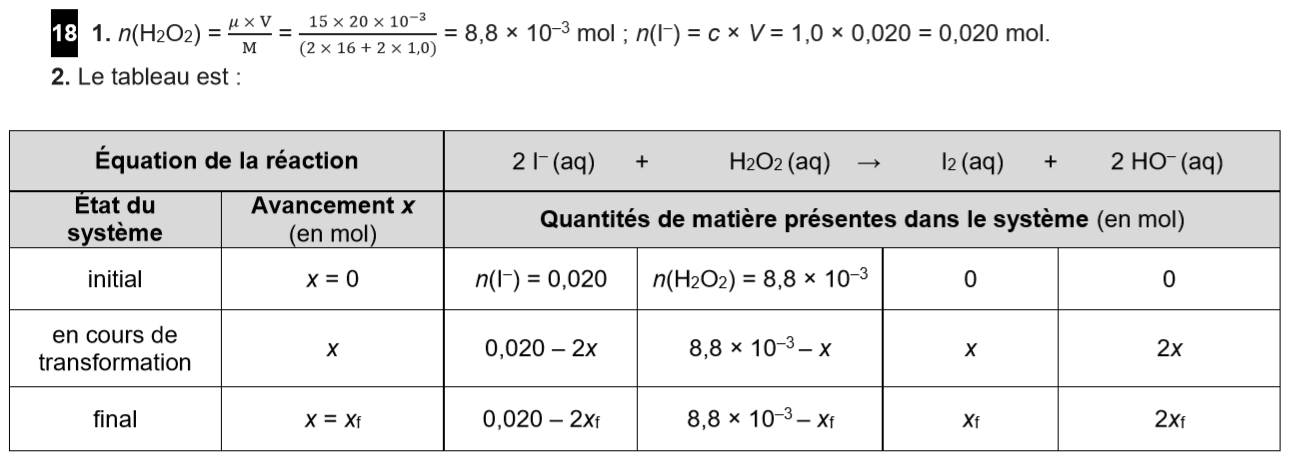 18 1. n(H₂O₂) = μ × V / M = 15 × 20 × 10⁻³ / (2 × 16 + 2 × 1,0) = 8,8 × 10⁻³ mol ; n(I⁻) = c × V = 1,0 × 0,020 = 0,020 mol.
2. Le tableau est :
Équation de la réaction 2 I⁻ (aq) + H₂O₂ (aq) → I₂ (aq) + 2 HO⁻ (aq)
État du système Avancement x (en mol) Quantités de matière présentes dans le système (en mol)
initial x = 0 n(I⁻) = 0,020 n(H₂O₂) = 8,8 × 10⁻³ 0 0
en cours de transformation x 0,020 – 2x 8,8 × 10⁻³ – x x 2x
final x = xf 0,020 – 2xf 8,8 × 10⁻³ – xf xf 2xf